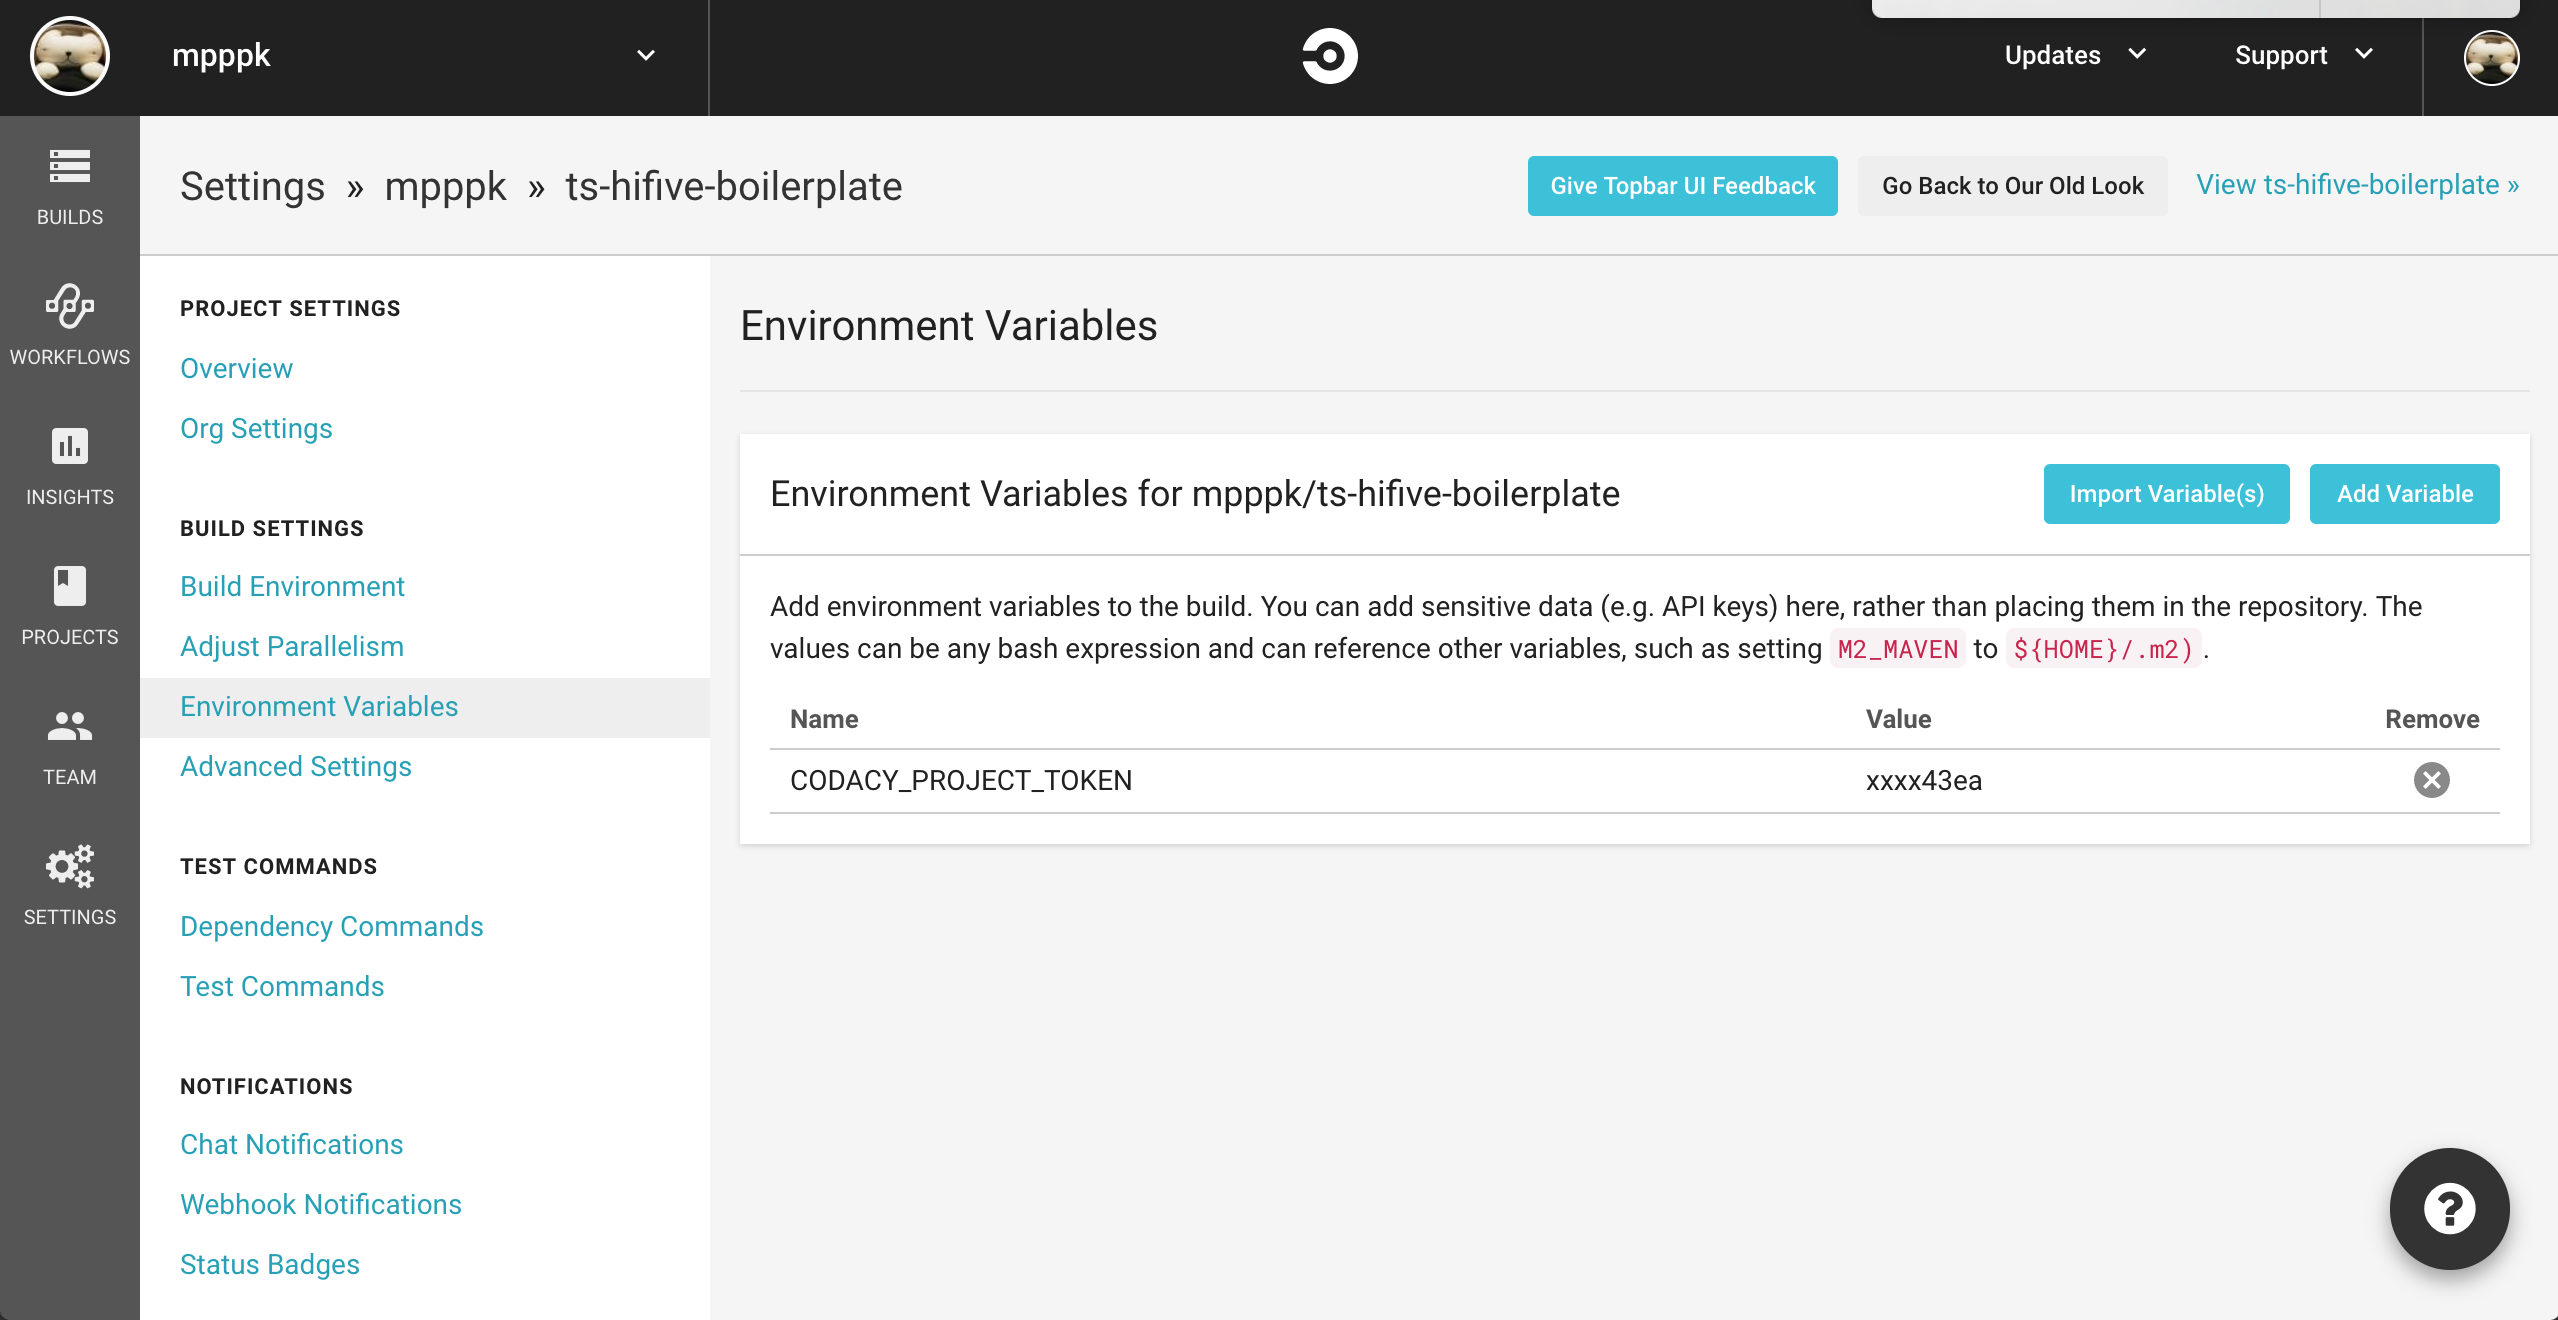 mpppk
Updates
Support
BUILDS
WORKFLOWS
INSIGHTS
PROJECTS
TEAM
SETTINGS
Settings » mpppk » ts-hifive-boilerplate
Give Topbar UI Feedback
Go Back to Our Old Look
View ts-hifive-boilerplate »
PROJECT SETTINGS
Overview
Org Settings
BUILD SETTINGS
Build Environment
Adjust Parallelism
Environment Variables
Advanced Settings
TEST COMMANDS
Dependency Commands
Test Commands
NOTIFICATIONS
Chat Notifications
Webhook Notifications
Status Badges
Environment Variables
Environment Variables for mpppk/ts-hifive-boilerplate
Import Variable(s)
Add Variable
Add environment variables to the build. You can add sensitive data (e.g. API keys) here, rather than placing them in the repository. The
values can be any bash expression and can reference other variables, such as setting M2_MAVEN to ${HOME}/.m2).
Name Value Remove
CODACY_PROJECT_TOKEN xxxx43ea